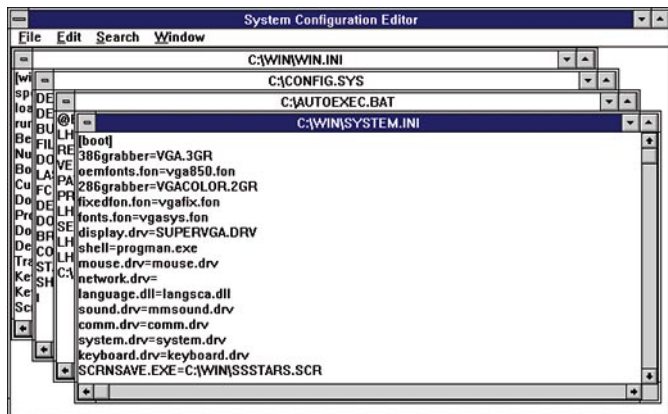 System Configuration Editor
File Edit Search Window
C:\WIN\WIN.INI
C:\CONFIG.SYS
C:\AUTOEXEC.BAT
C:\WIN\SYSTEM.INI
[boot]
386grabber=VGA.3GR
oemfonts.fon=vga850.fon
286grabber=VGACOLOR.2GR
fixedfon.fon=vgafix.fon
fonts.fon=vgasys.fon
display.drv=SUPERVGA.DRV
shell=progman.exe
mouse.drv=mouse.drv
network.drv=
language.dll=langsca.dll
sound.drv=mmsound.drv
comm.drv=comm.drv
system.drv=system.drv
keyboard.drv=keyboard.drv
SCRNSAVE.EXE=C:\WIN\SSSTARS.SCR